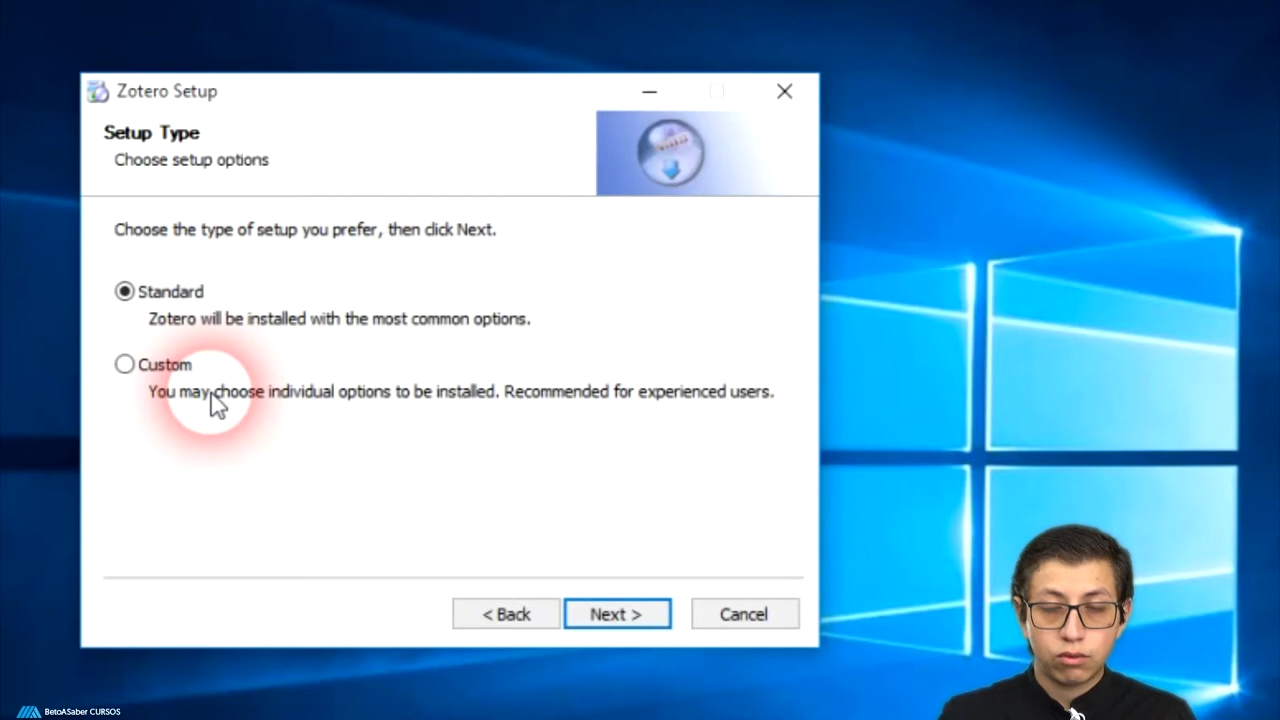 Zotero Setup
Setup Type
Choose setup options
Choose the type of setup you prefer, then click Next.
Standard
Zotero will be installed with the most common options.
Custom
You may choose individual options to be installed. Recommended for experienced users.
< Back
Next >
Cancel
BetoASaber CURSOS